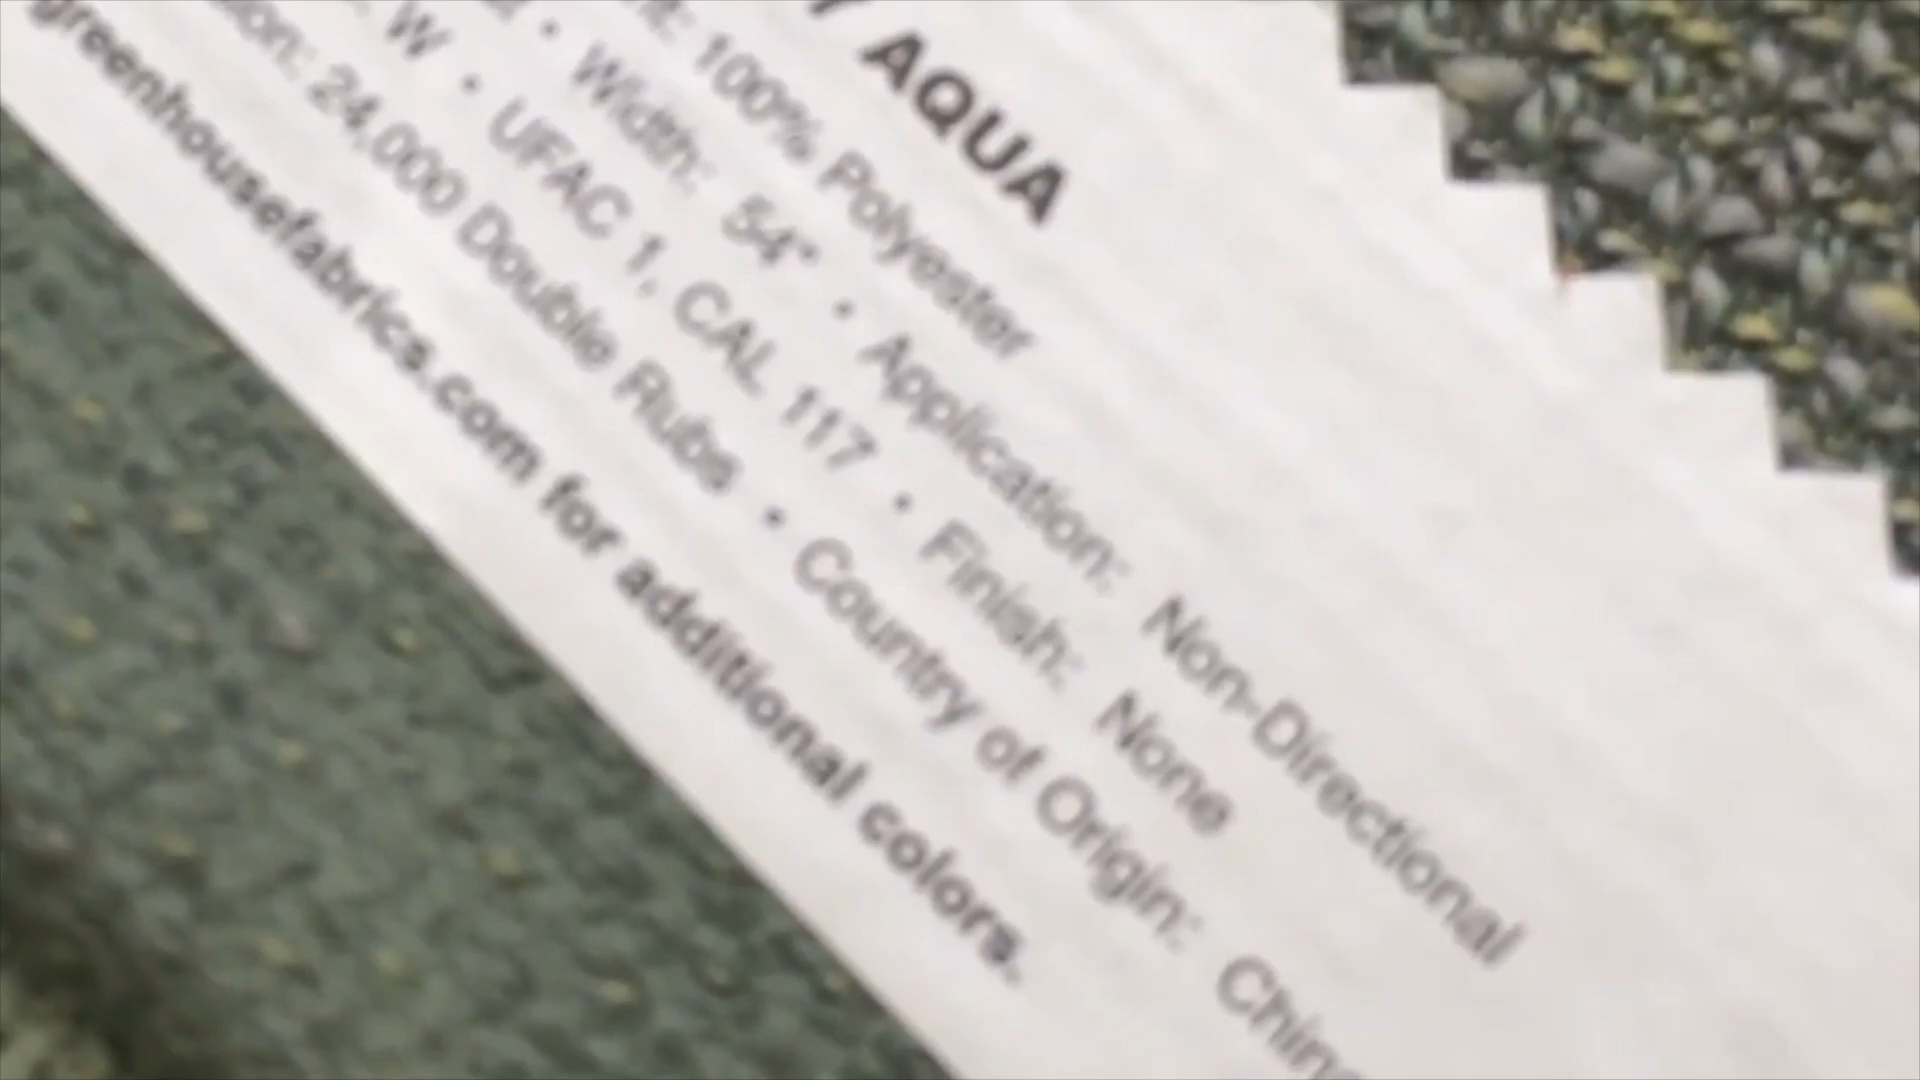 AQUA
100% Polyester
• Width: 54" • Application: Non-Directional
W • UFAC 1, CAL 117 • Finish: None
24,000 Double Rubs • Country of Origin:
greenhousefabrics.com for additional colors.